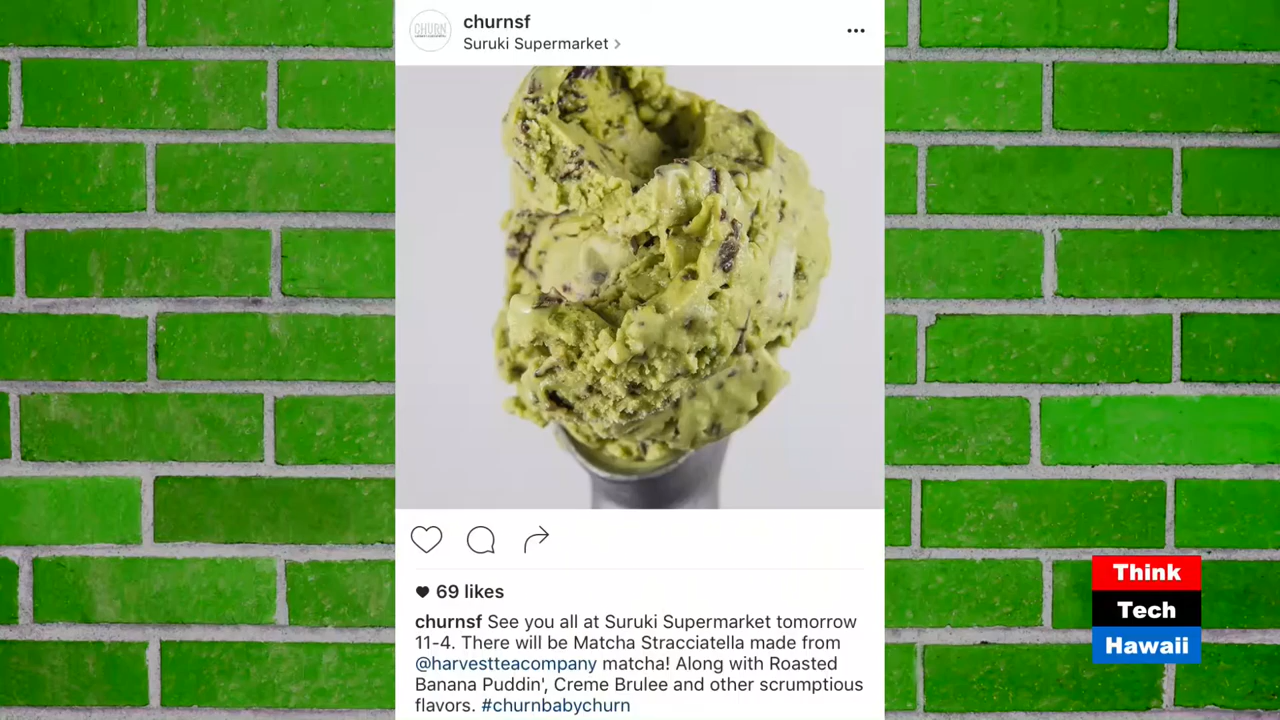 CHURN
churnsf
Suruki Supermarket >
69 likes
churnsf See you all at Suruki Supermarket tomorrow
11-4. There will be Matcha Stracciatella made from
@harvestteacompany matcha! Along with Roasted
Banana Puddin', Creme Brulee and other scrumptious
flavors. #churnbabychurn
Think
Tech
Hawaii